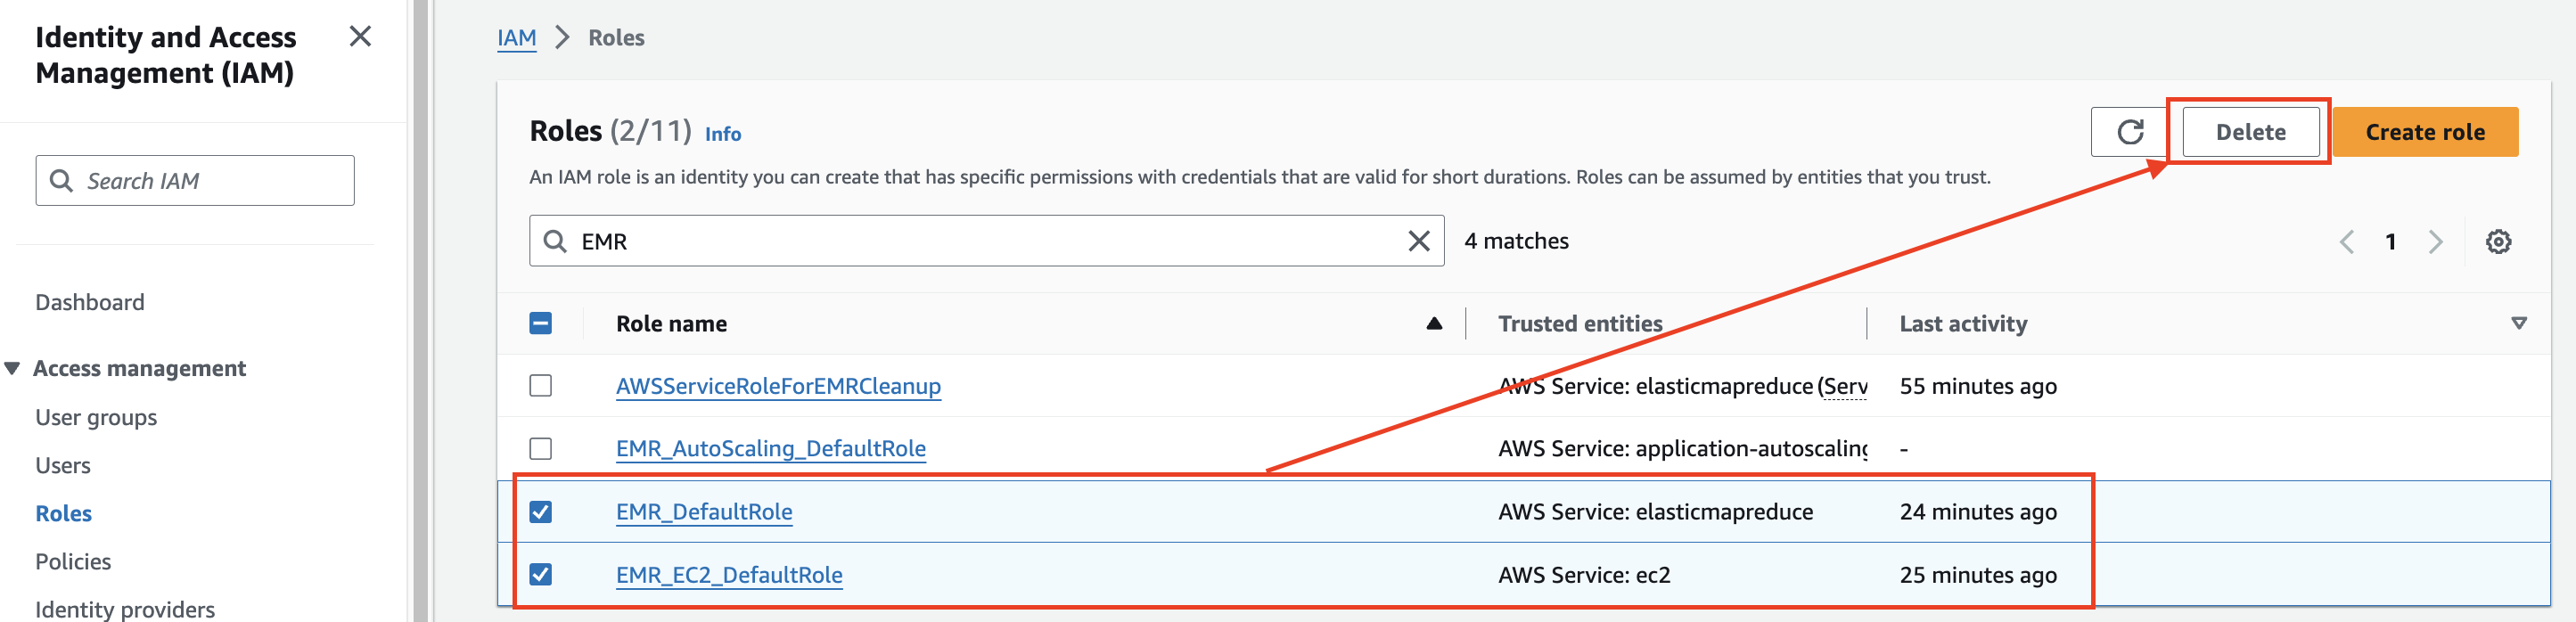 Identity and Access
Management (IAM)
Search IAM
Dashboard
Access management
User groups
Users
Roles
Policies
Identity providers
IAM
Roles
Roles (2/11) Info
Delete
Create role
An IAM role is an identity you can create that has specific permissions with credentials that are valid for short durations. Roles can be assumed by entities that you trust.
EMR
4 matches
1
Role name
Trusted entities
Last activity
AWSServiceRoleForEMRCleanup
AWS Service: elasticmapreduce (Serv
55 minutes ago
EMR_AutoScaling_DefaultRole
AWS Service: application-autoscaling
-
EMR_DefaultRole
AWS Service: elasticmapreduce
24 minutes ago
EMR_EC2_DefaultRole
AWS Service: ec2
25 minutes ago